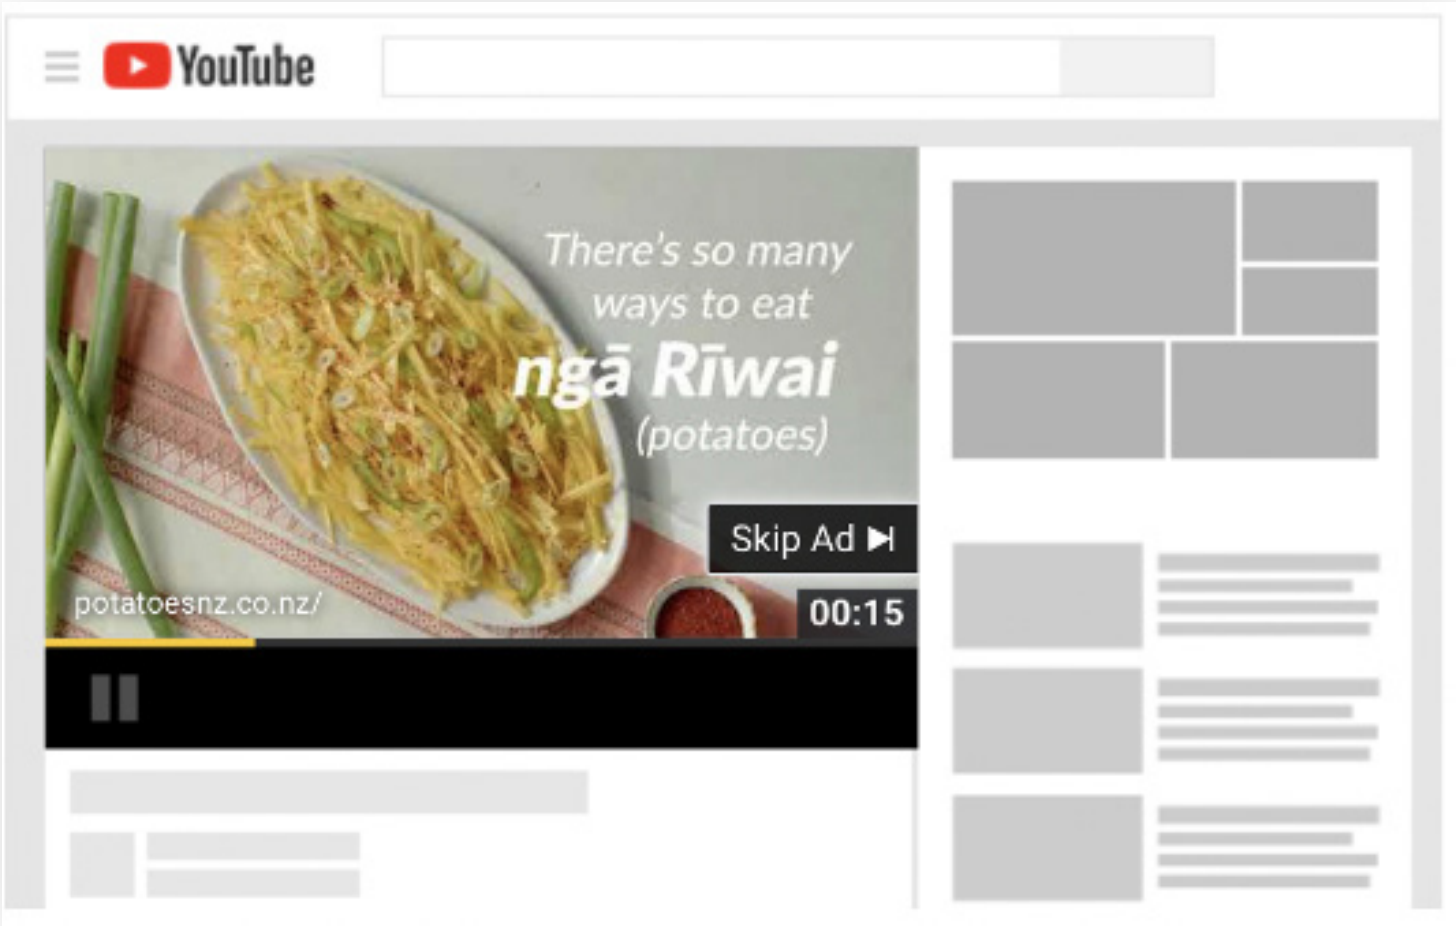 YouTube
There's so many
ways to eat
ngā Rīwai
(potatoes)
Skip Ad
potatoesnz.co.nz/
00:15